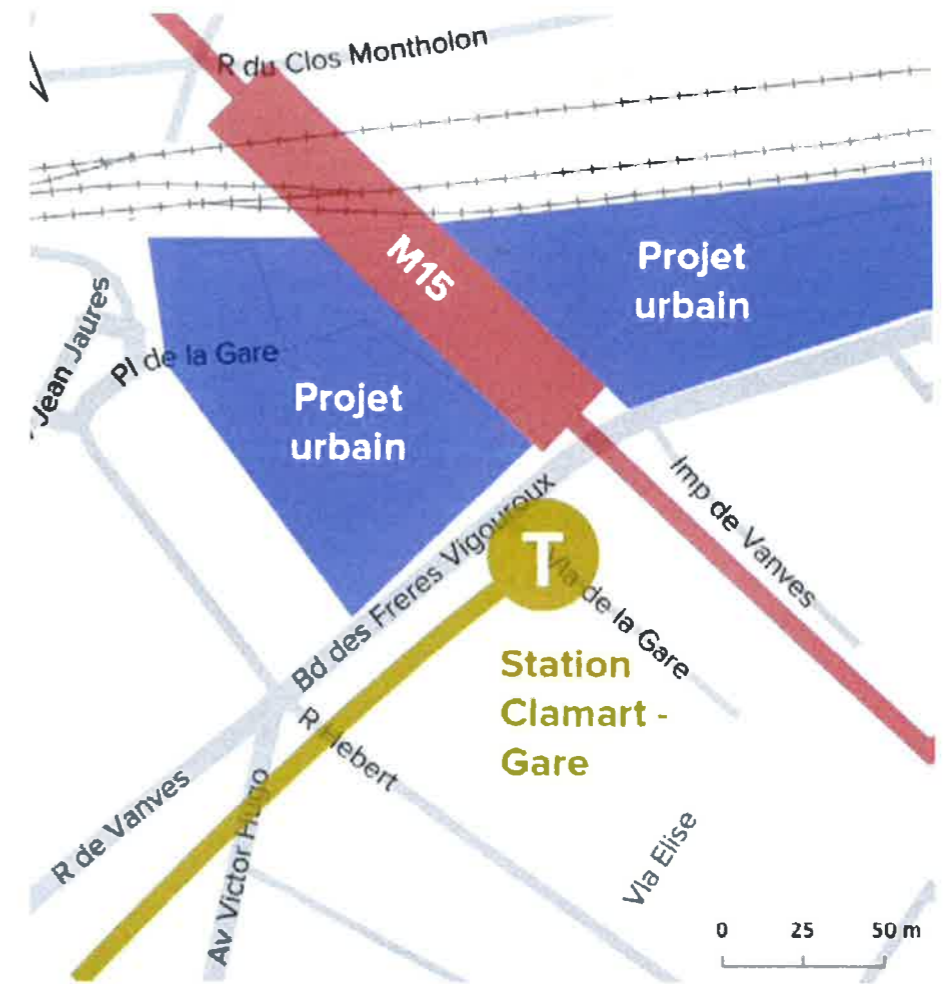 R du Clos Montholon
M15
Projet
urbain
Jean Jaures
Pl de la Gare
Projet
urbain
Imp de Vanves
Bd des Freres Vigouroux
T
Vla de la Gare
Station
Clamart -
Gare
R Hebert
R de Vanves
Av Victor Hugo
Vla Elise
0 25 50 m